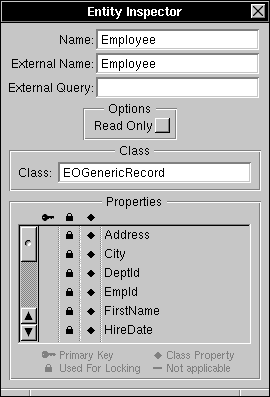 Entity Inspector
Name: Employee
External Name: Employee
External Query:
Options
Read Only
Class
Class: EOGenericRecord
Properties
Address
City
DeptId
EmpId
FirstName
HireDate
Primary Key Class Property
Used For Locking Not applicable